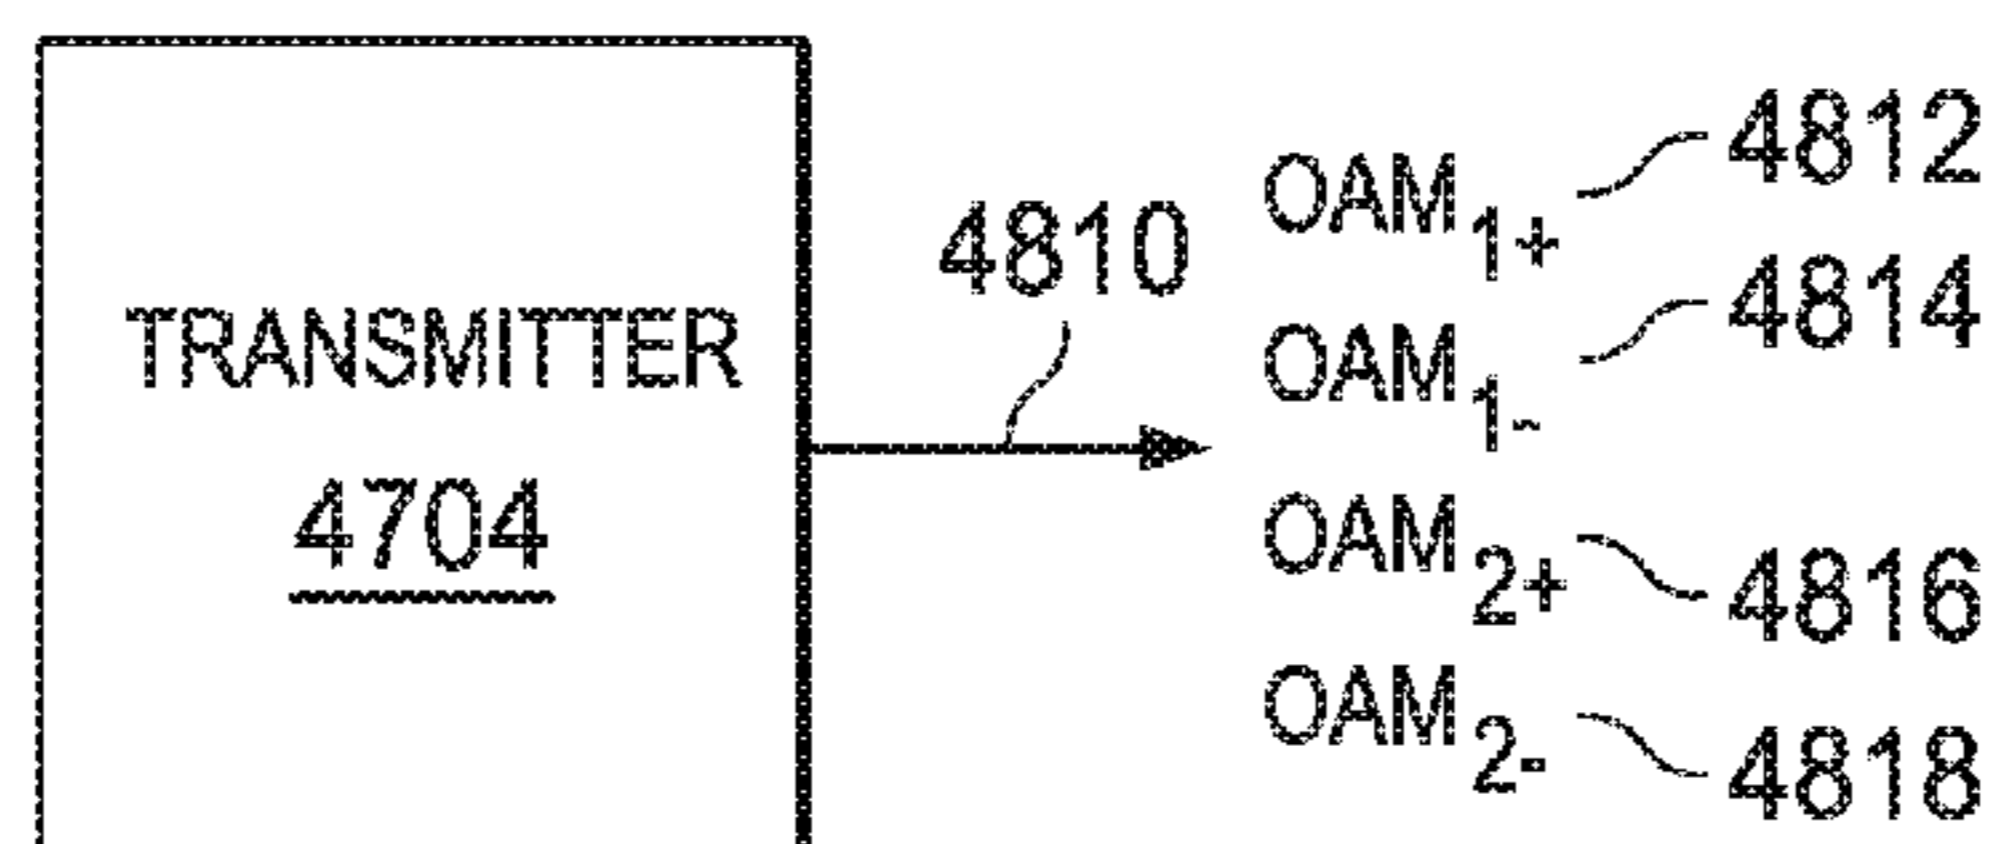 TRANSMITTER
4704
4810
OAM1+ 4812
OAM1- 4814
OAM2+ 4816
OAM2- 4818